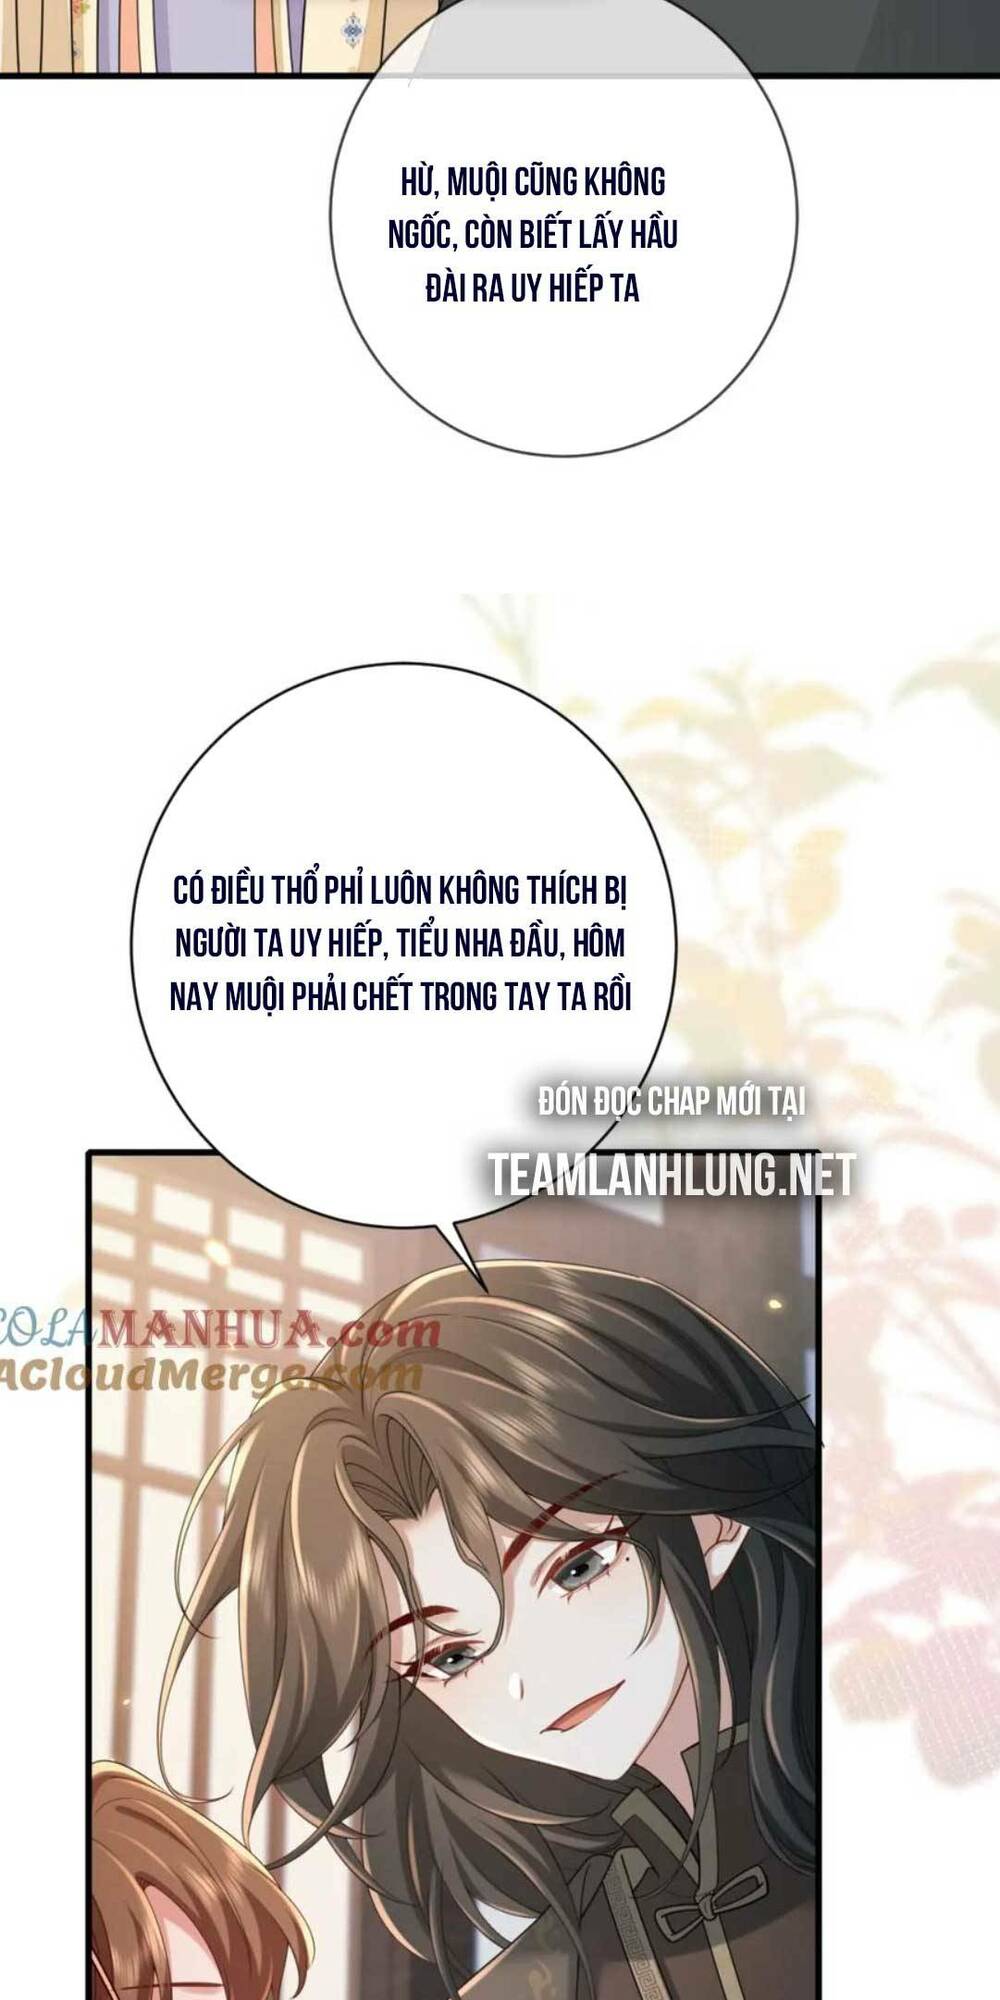 HỪ, MUỘI CŨNG KHÔNG
NGỐC, CÒN BIẾT LẤY HẦU
ĐÀI RA UY HIẾP TA
CÓ ĐIỀU THỔ PHỈ LUÔN KHÔNG THÍCH BỊ
NGƯỜI TA UY HIẾP, TIỂU NHA ĐẦU, HÔM
NAY MUỘI PHẢI CHẾT TRONG TAY TA RỒI
ĐÓN ĐỌC CHAP MỚI TẠI
TEAMLANHLUNG.NET
COLAMANHUA.com
ACloudMerge.com